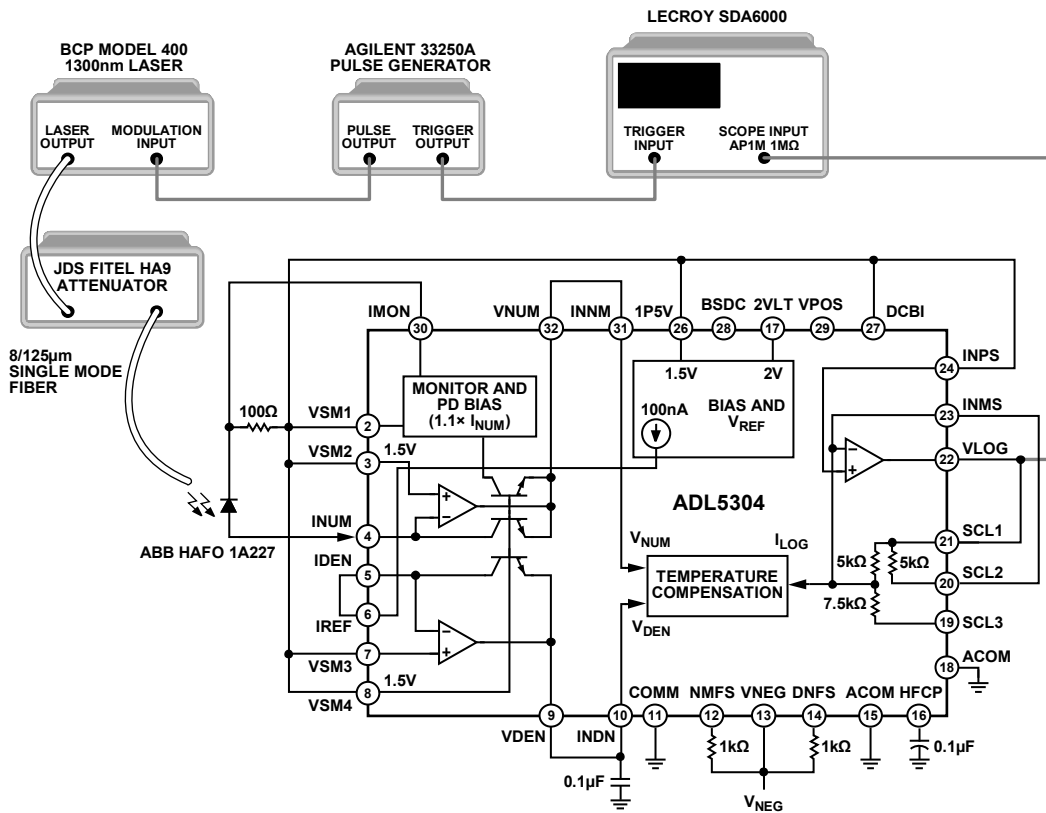 LECROY SDA6000
BCP MODEL 400
1300nm LASER
AGILENT 33250A
PULSE GENERATOR
LASER
OUTPUT
MODULATION
INPUT
PULSE
OUTPUT
TRIGGER
OUTPUT
TRIGGER
INPUT
SCOPE INPUT
AP1M 1MΩ
JDS FITEL HA9
ATTENUATOR
8/125µm
SINGLE MODE
FIBER
IMON
VNUM
INNM
1P5V
BSDC
2VLT
VPOS
DCBI
30
32
31
26
28
17
29
27
INPS
24
MONITOR AND
PD BIAS
(1.1× INUM)
1.5V
2V
100nA
BIAS AND
VREF
INMS
23
100Ω
VSM1
2
VSM2
1.5V
3
VLOG
22
ADL5304
INUM
4
ABB HAFO 1A227
IDEN
5
VNUM
ILOG
SCL1
21
5kΩ
5kΩ
TEMPERATURE
COMPENSATION
SCL2
20
6
IREF
7.5kΩ
19
SCL3
VDEN
VSM3
7
ACOM
18
8
1.5V
VSM4
COMM
NMFS
VNEG
DNFS
ACOM
HFCP
9
10
11
12
13
14
15
16
VDEN
INDN
1kΩ
1kΩ
0.1µF
0.1µF
VNEG